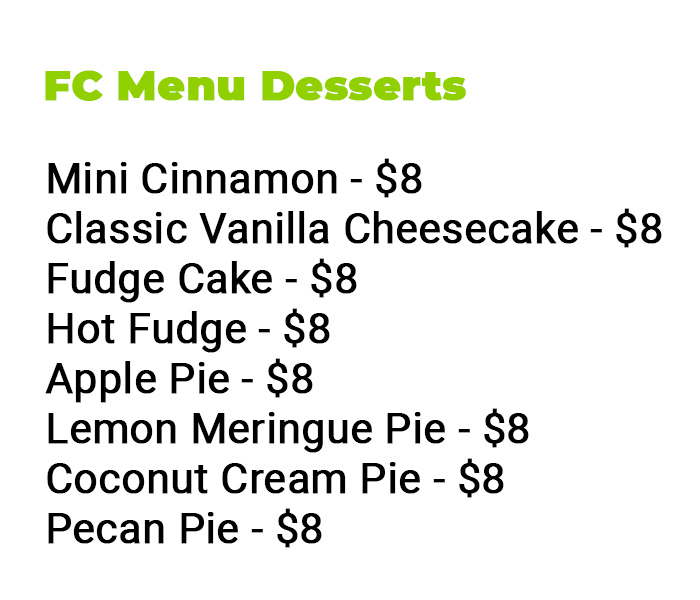 FC Menu Desserts
Mini Cinnamon - $8
Classic Vanilla Cheesecake - $8
Fudge Cake - $8
Hot Fudge - $8
Apple Pie - $8
Lemon Meringue Pie - $8
Coconut Cream Pie - $8
Pecan Pie - $8